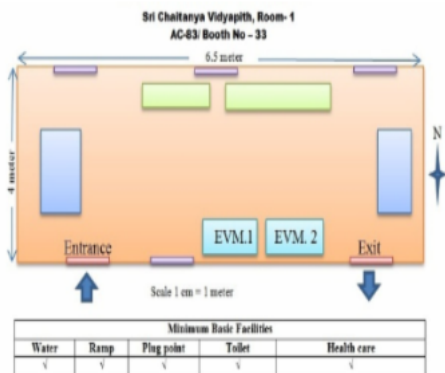 Sri Chaitanya Vidyapith, Room- 1
AC-83/ Booth No – 33
6.5 meter
4 meter
N
EVM.1 EVM. 2
Entrance Exit
Scale 1 cm = 1 meter
Minimum Basic Facilities
Water Ramp Plug point Toilet Health care
√ √ √ √ √